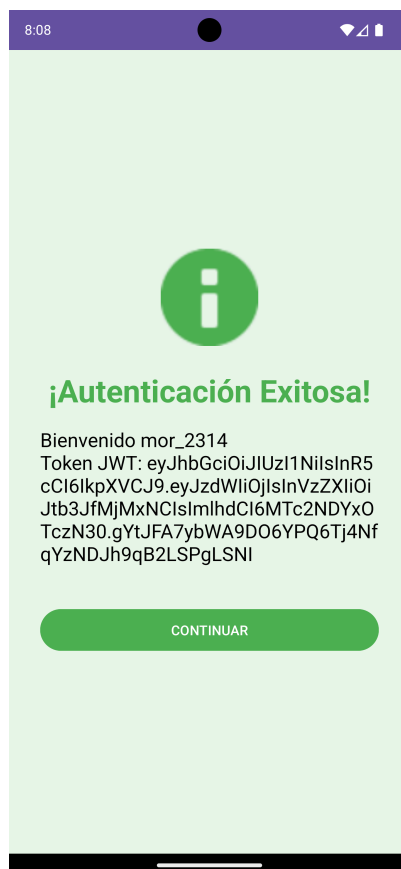 8:08
¡Autenticación Exitosa!
Bienvenido mor_2314
Token JWT: eyJhbGciOiJIUzI1NiIsInR5
cCI6IkpXVCJ9.eyJzdWIiOjIsInVzZXIiOi
Jtb3JfMjMxNCIsImlhdCI6MTc2NDYxO
TczN30.gYtJFA7ybWA9DO6YPQ6Tj4Nf
qYzNDJh9qB2LSPgLSNI
CONTINUAR